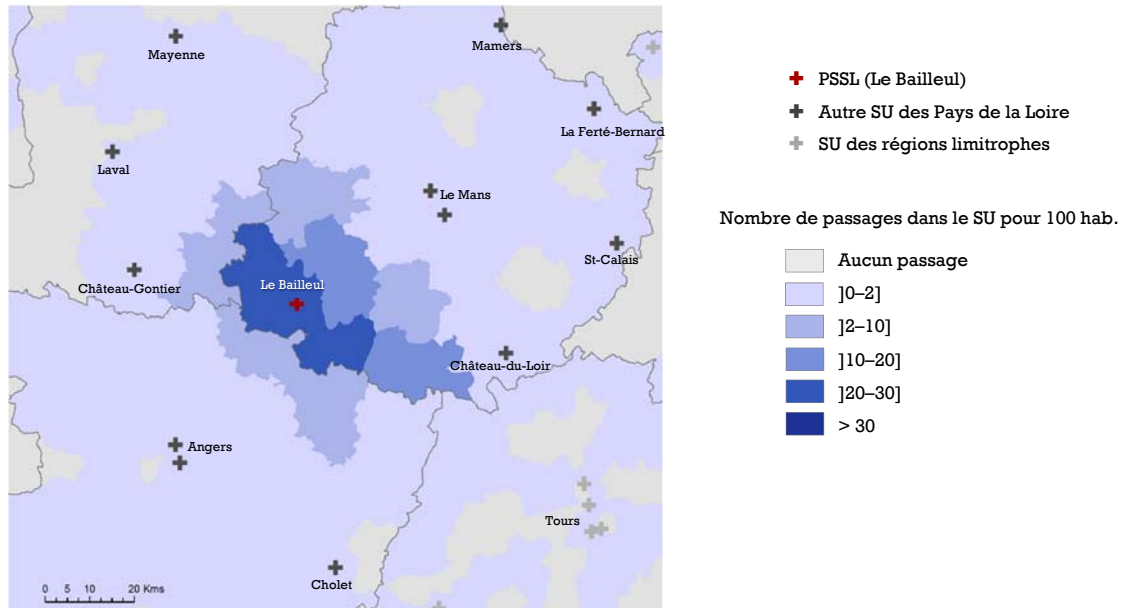 Mayenne
Mamers
La Ferté-Bernard
Laval
Le Mans
St-Calais
Château-Gontier
Le Bailleul
Château-du-Loir
Angers
Tours
Cholet
0 5 10 20 Kms
PSSL (Le Bailleul)
Autre SU des Pays de la Loire
SU des régions limitrophes
Nombre de passages dans le SU pour 100 hab.
Aucun passage
]0–2]
]2–10]
]10–20]
]20–30]
> 30